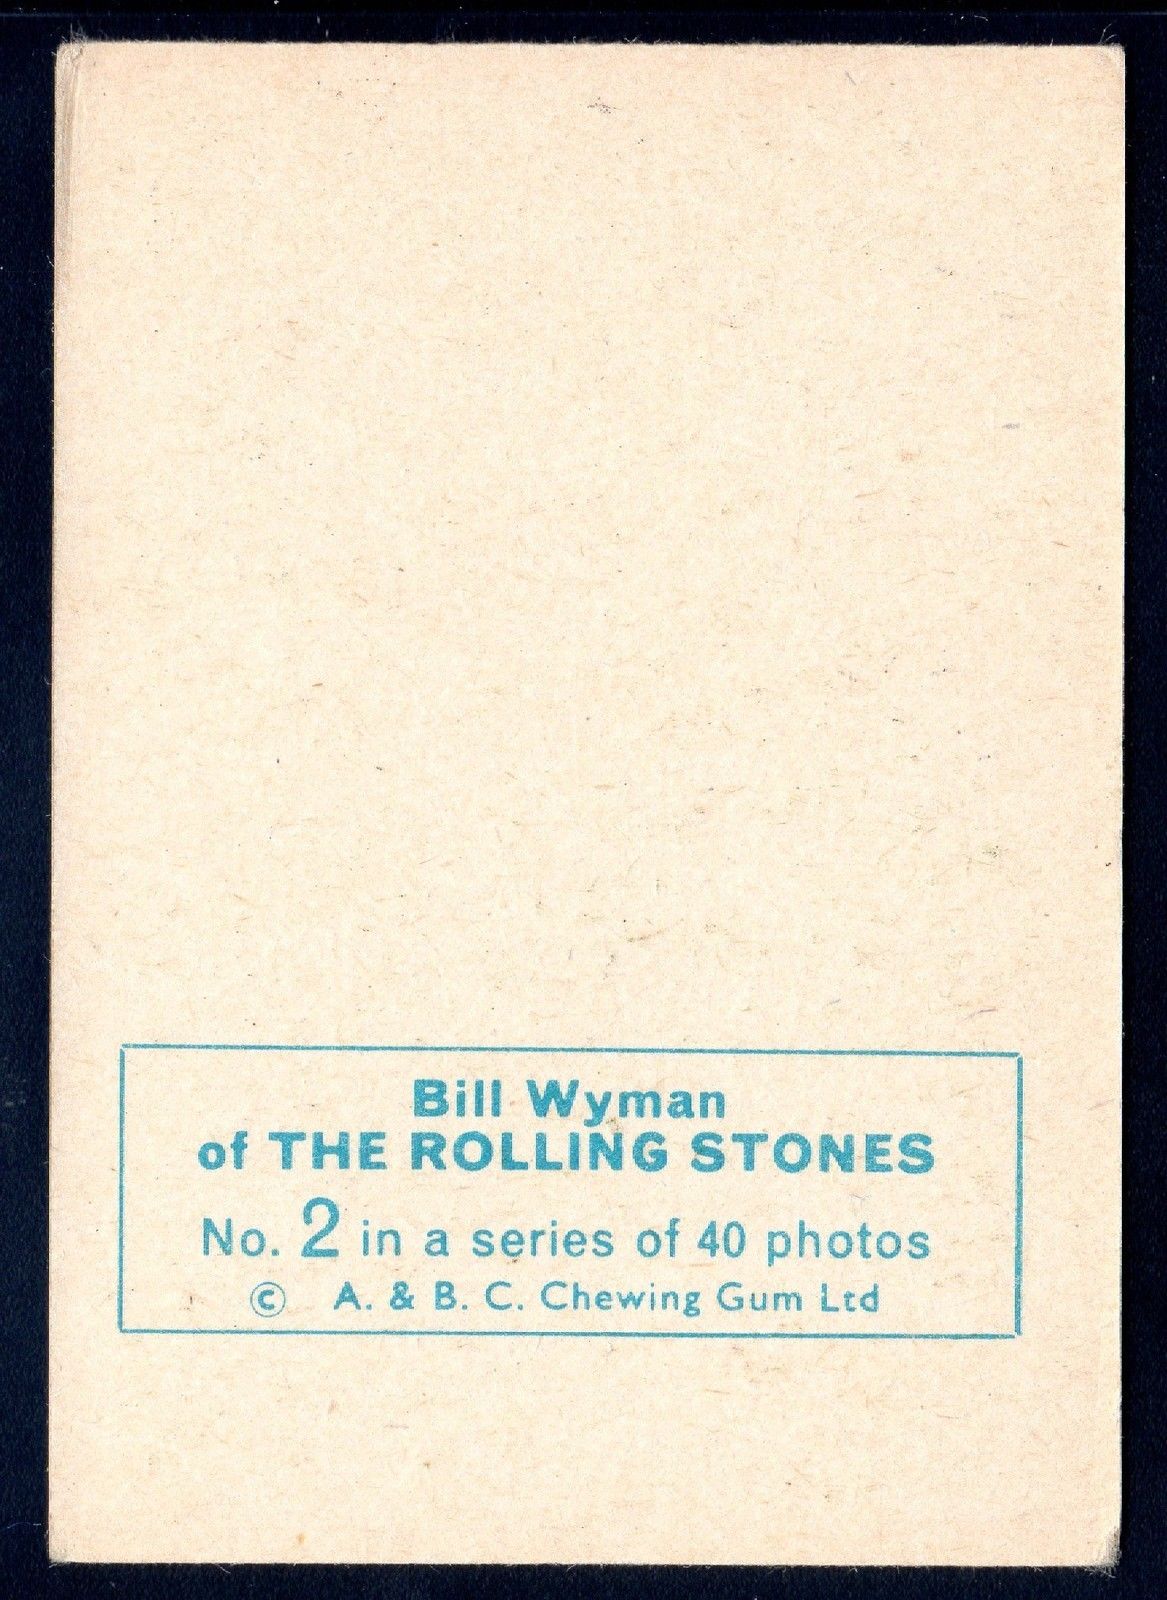 Bill Wyman
of THE ROLLING STONES
No. 2 in a series of 40 photos
© A. & B. C. Chewing Gum Ltd